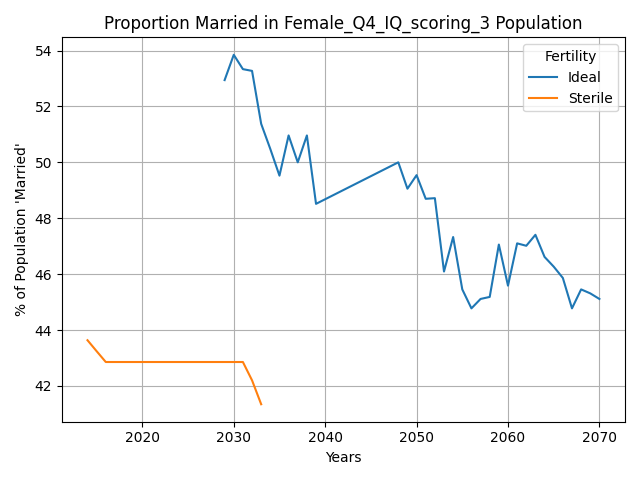 Proportion Married in Female_Q4_IQ_scoring_3 Population
Fertility
Ideal
Sterile
% of Population 'Married'
54
52
50
48
46
44
42
2020 2030 2040 2050 2060 2070
Years